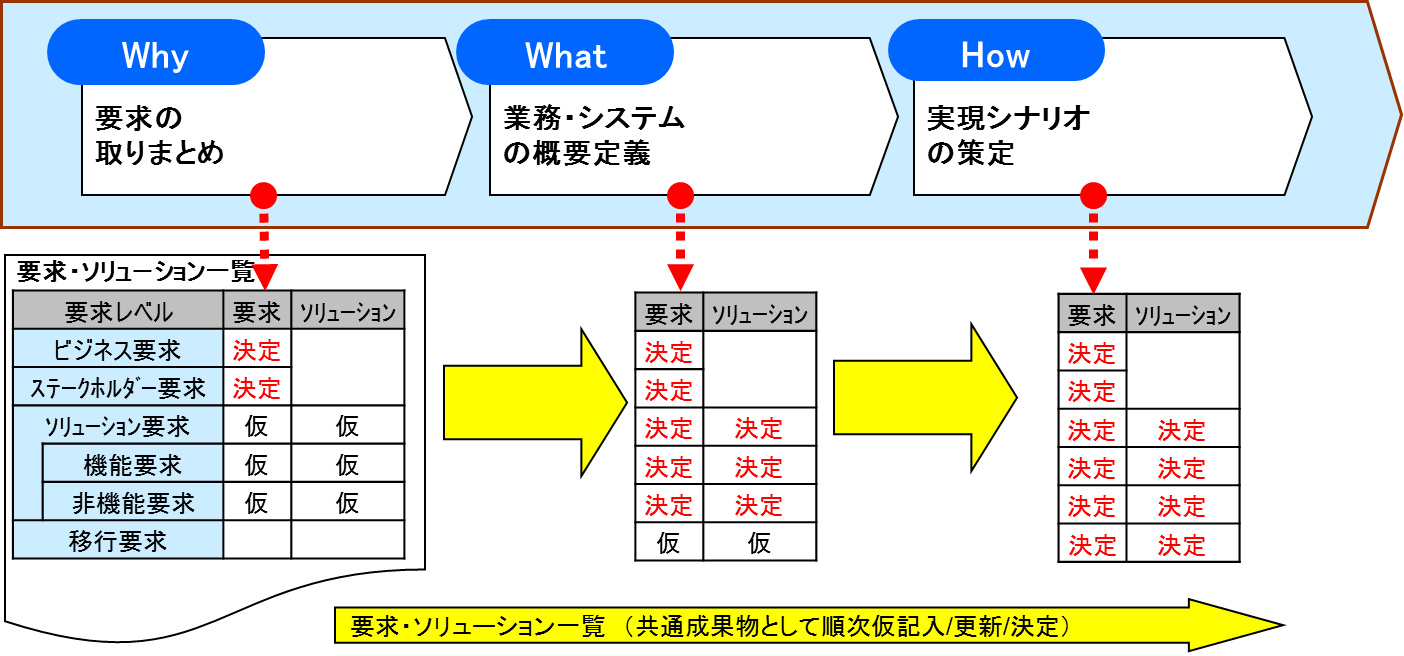 Why
要求の
取りまとめ
What
業務・システム
の概要定義
How
実現シナリオ
の策定
要求・ソリューション一覧
要求レベル 要求 ソリューション
ビジネス要求 決定
ステークホルダー要求 決定
ソリューション要求 仮 仮
機能要求 仮 仮
非機能要求 仮 仮
移行要求
要求 ソリューション
決定
決定
決定 決定
決定 決定
決定 決定
仮 仮
要求 ソリューション
決定
決定
決定 決定
決定 決定
決定 決定
決定 決定
要求・ソリューション一覧 （共通成果物として順次仮記入/更新/決定）